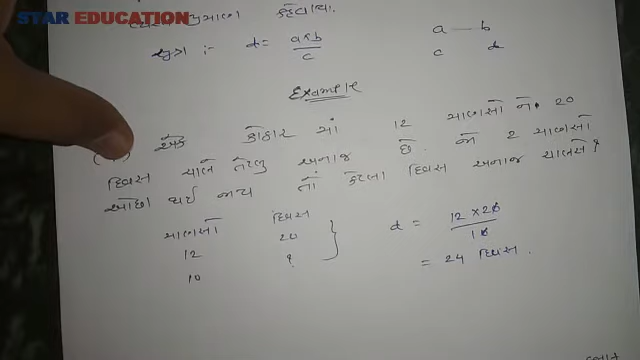 STAR EDUCATION
કહેવાય.
a — b
સૂત્ર :- d = a×b / c
c d
Example
એક કોઠાર માં 12 માણસો ને 20
દિવસ ચાલે તેટલુ અનાજ છે. જો 2 માણસો
ઓછા થઈ જાય તો કેટલા દિવસ અનાજ ચાલશે ?
માણસો દિવસ
12 20
10 ?
d = 12 × 20 / 10
= 24 દિવસ.